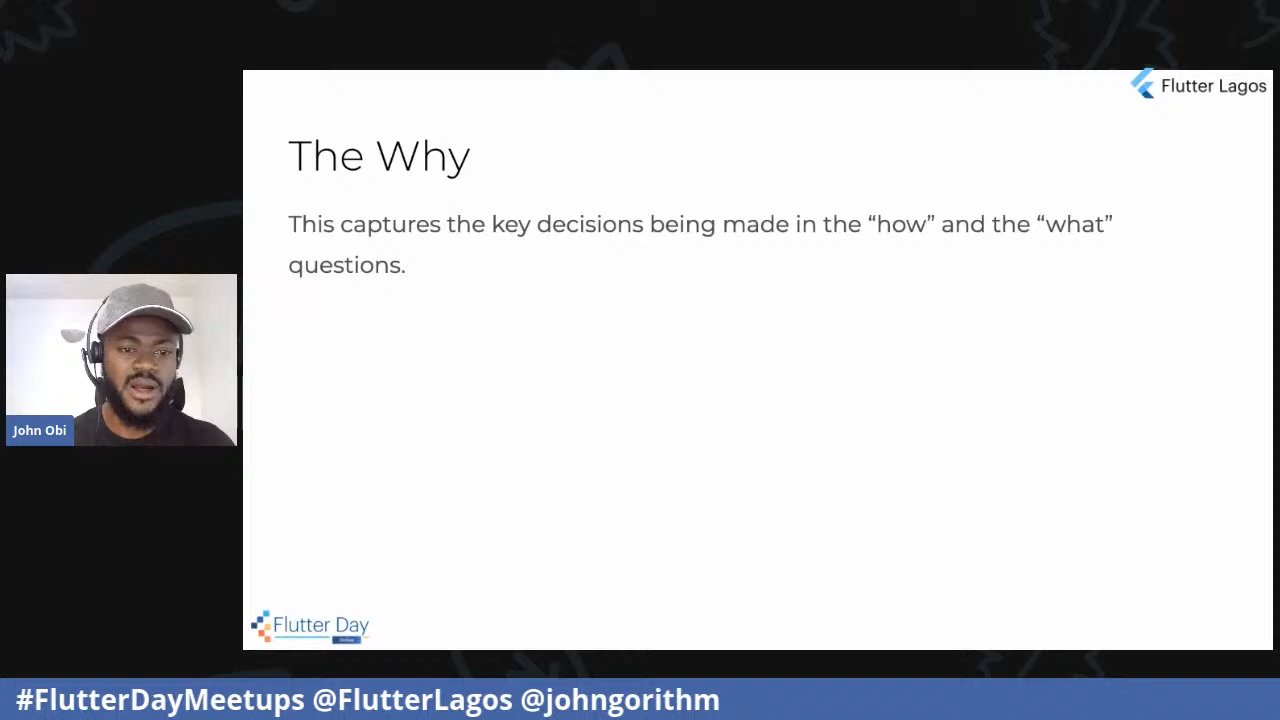 Flutter Lagos
The Why
This captures the key decisions being made in the “how” and the “what”
questions.
John Obi
Flutter Day
Online
#FlutterDayMeetups @FlutterLagos @johngorithm